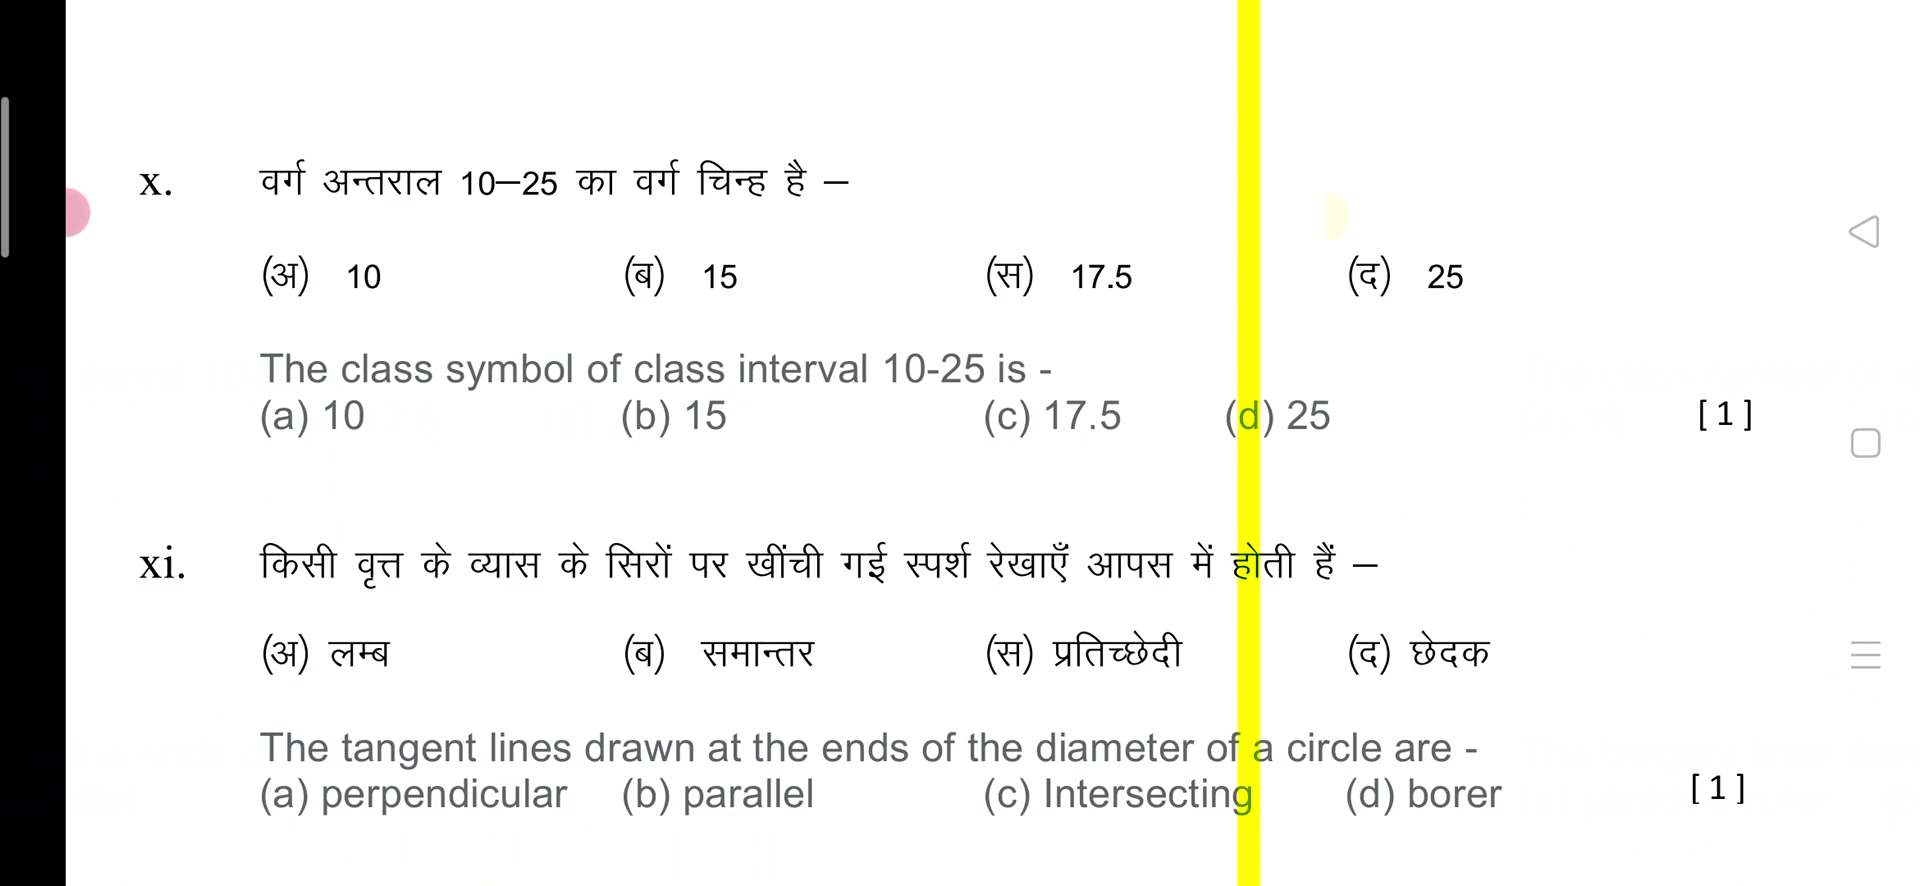 x. वर्ग अन्तराल 10–25 का वर्ग चिन्ह है –
(अ) 10 (ब) 15 (स) 17.5 (द) 25
The class symbol of class interval 10-25 is -
(a) 10 (b) 15 (c) 17.5 (d) 25 [1]
xi. किसी वृत्त के व्यास के सिरों पर खींची गई स्पर्श रेखाएँ आपस में होती हैं –
(अ) लम्ब (ब) समान्तर (स) प्रतिच्छेदी (द) छेदक
The tangent lines drawn at the ends of the diameter of a circle are -
(a) perpendicular (b) parallel (c) Intersecting (d) borer [1]